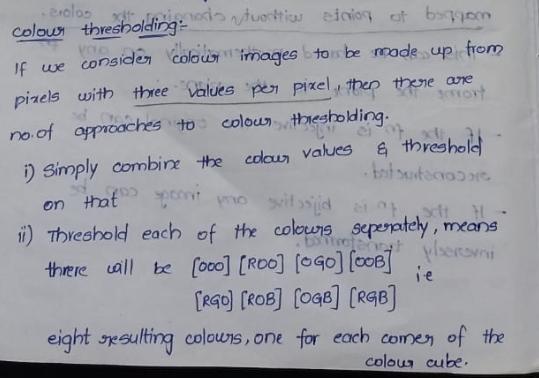 colour thresholding:-
If we consider colour images to be made up from
pixels with three values per pixel, then there are
no. of approaches to colour thresholding.
i) Simply combine the colour values & threshold
on that
ii) Threshold each of the colours seperately, means
threre will be [000] [R00] [0G0] [00B]
[RG0] [R0B] [0GB] [RGB] i.e
eight resulting colours, one for each corner of the
colour cube.